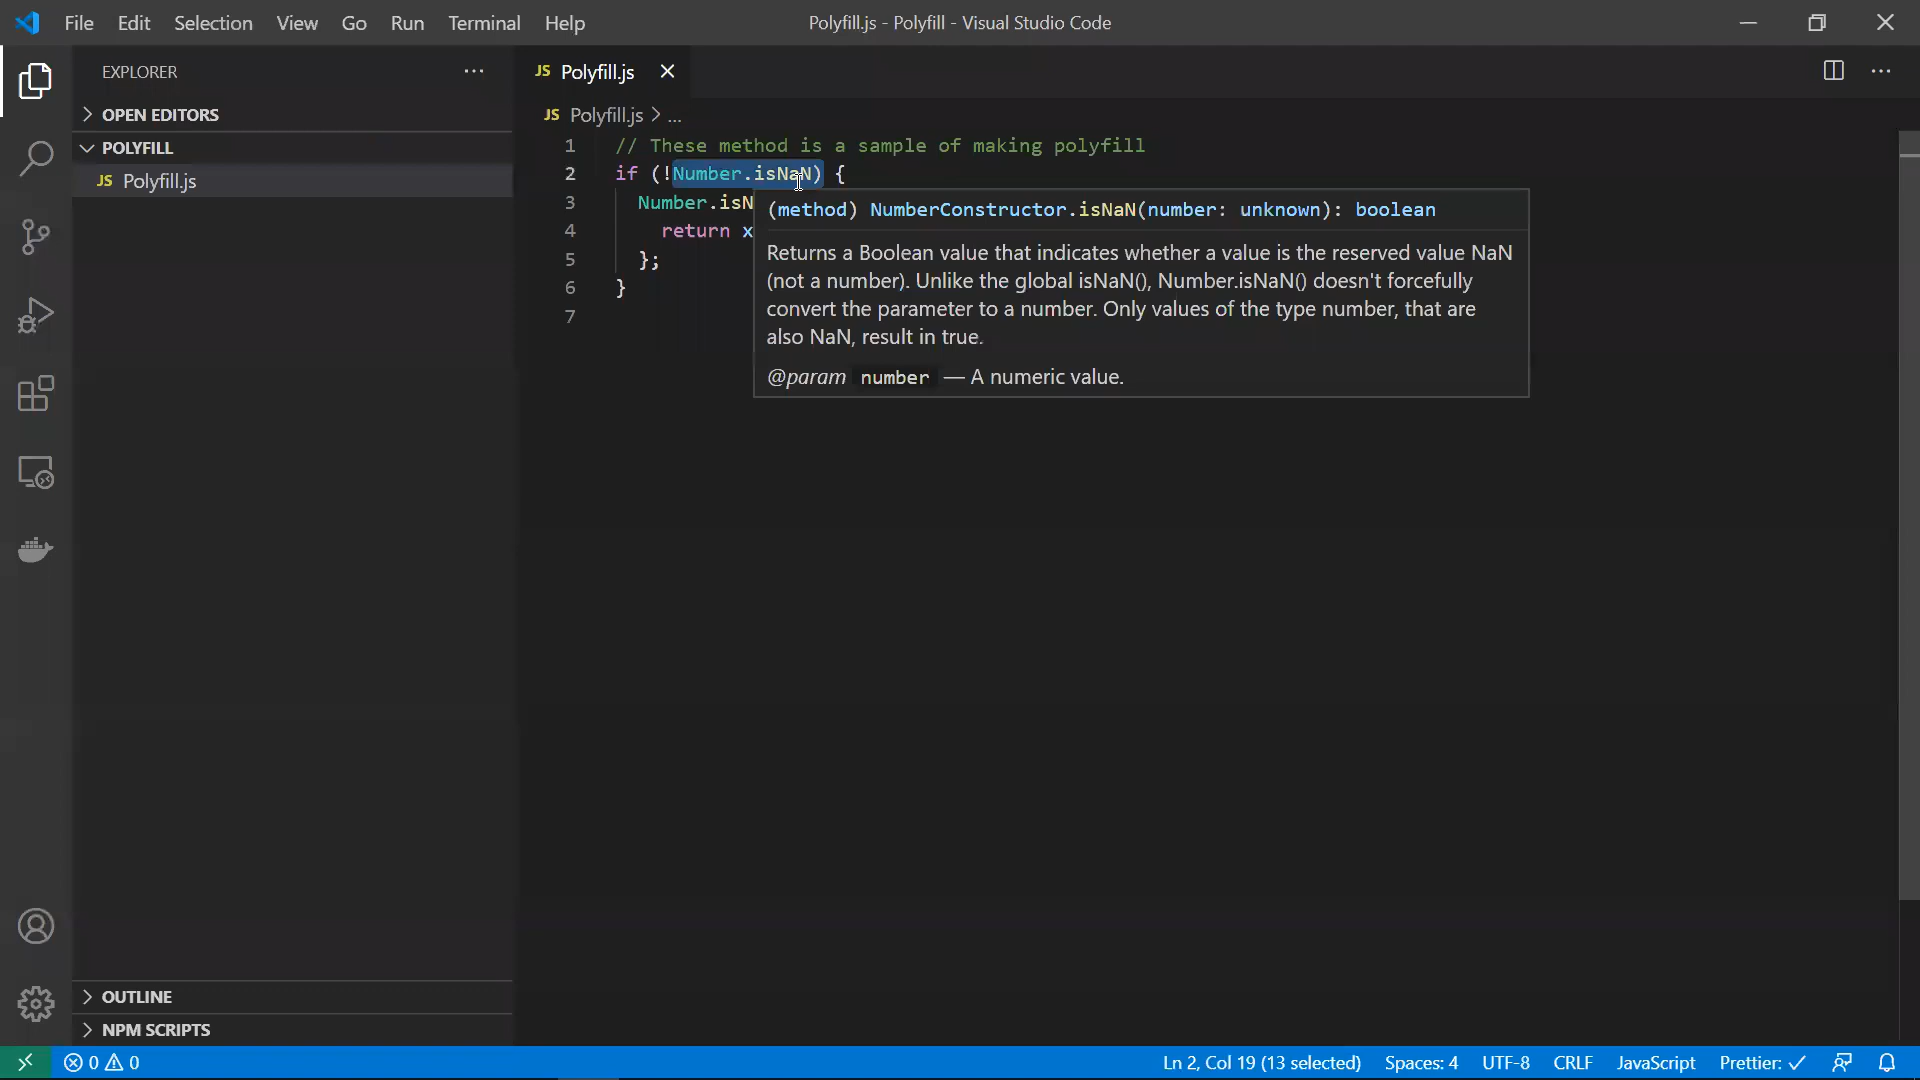 File Edit Selection View Go Run Terminal Help
Polyfill.js - Polyfill - Visual Studio Code
EXPLORER
OPEN EDITORS
POLYFILL
JS Polyfill.js
OUTLINE
NPM SCRIPTS
JS Polyfill.js
JS Polyfill.js > ...
1 // These method is a sample of making polyfill
2 if (!Number.isNaN) {
3 Number.isN
4 return x
5 };
6 }
7
(method) NumberConstructor.isNaN(number: unknown): boolean
Returns a Boolean value that indicates whether a value is the reserved value NaN
(not a number). Unlike the global isNaN(), Number.isNaN() doesn't forcefully
convert the parameter to a number. Only values of the type number, that are
also NaN, result in true.
@param number — A numeric value.
0 0
Ln 2, Col 19 (13 selected) Spaces: 4 UTF-8 CRLF JavaScript Prettier: ✓